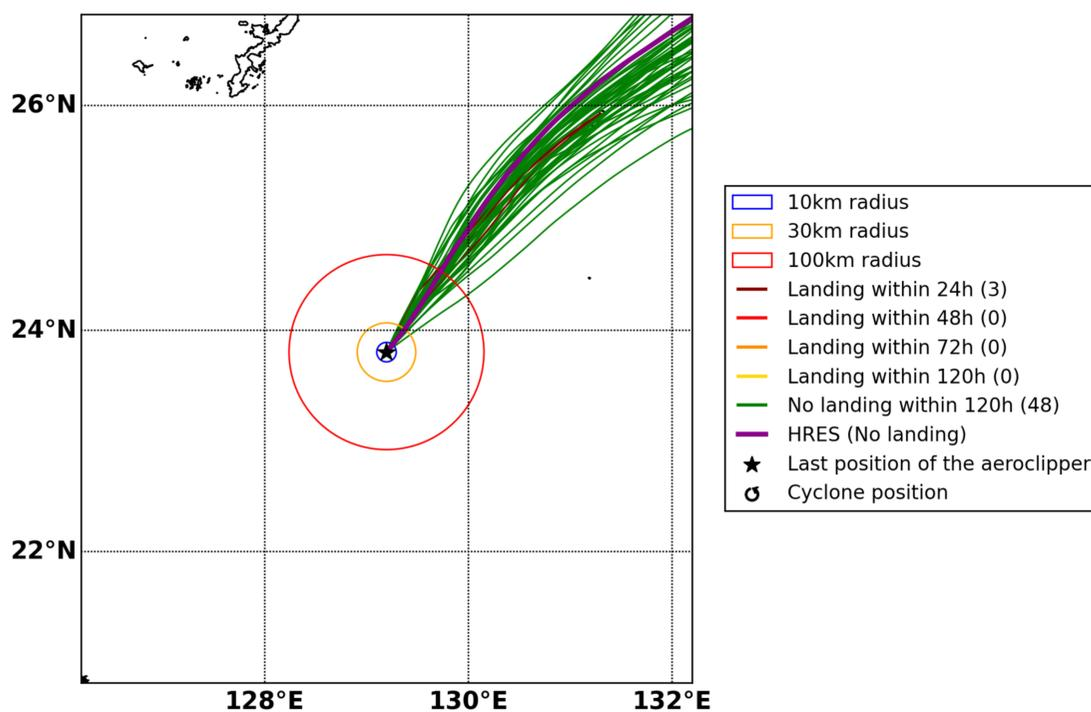 26°N
24°N
22°N
128°E
130°E
132°E
10km radius
30km radius
100km radius
Landing within 24h (3)
Landing within 48h (0)
Landing within 72h (0)
Landing within 120h (0)
No landing within 120h (48)
HRES (No landing)
Last position of the aeroclipper
Cyclone position